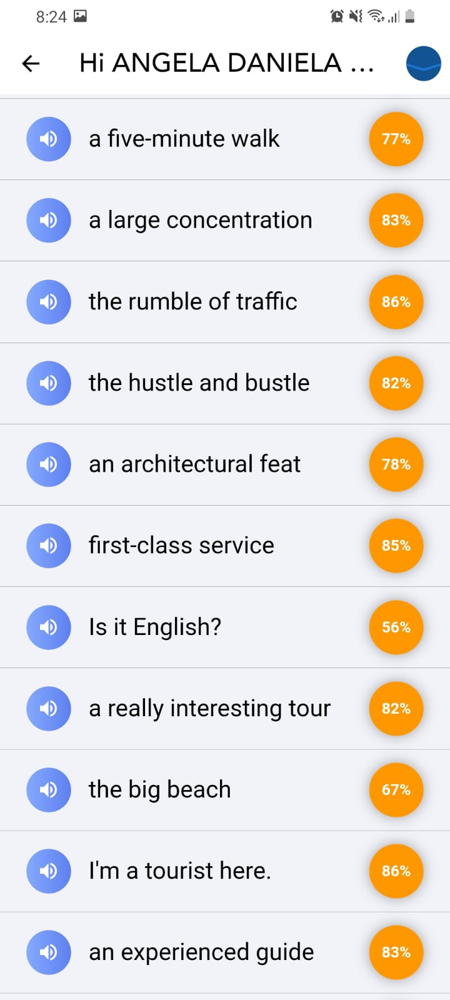 8:24
Hi ANGELA DANIELA ...
a five-minute walk 77%
a large concentration 83%
the rumble of traffic 86%
the hustle and bustle 82%
an architectural feat 78%
first-class service 85%
Is it English? 56%
a really interesting tour 82%
the big beach 67%
I'm a tourist here. 86%
an experienced guide 83%